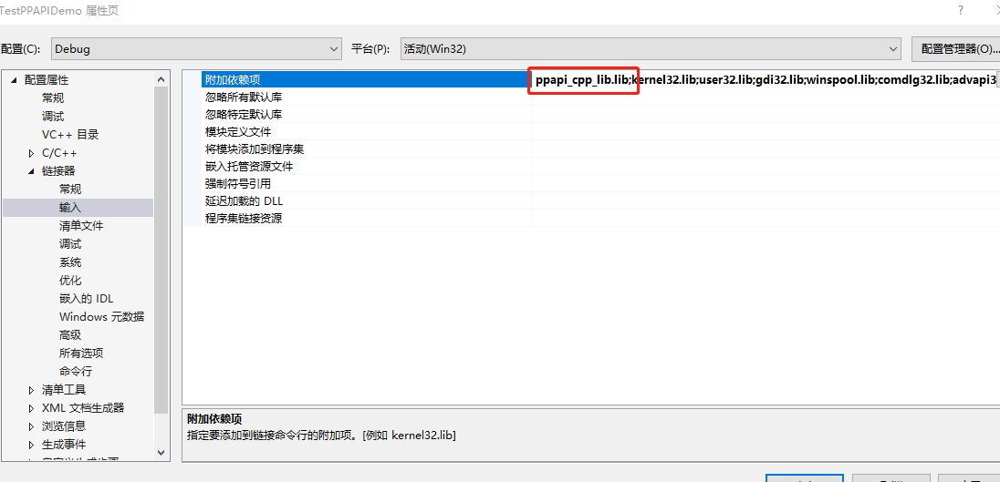 TestPPAPIDemo 属性页
配置(C): Debug 平台(P): 活动(Win32) 配置管理器(O)...
配置属性
常规
调试
VC++ 目录
C/C++
链接器
常规
输入
清单文件
调试
系统
优化
嵌入的 IDL
Windows 元数据
高级
所有选项
命令行
清单工具
XML 文档生成器
浏览信息
生成事件
附加依赖项 ppapi_cpp_lib.lib;kernel32.lib;user32.lib;gdi32.lib;winspool.lib;comdlg32.lib;advapi3
忽略所有默认库
忽略特定默认库
模块定义文件
将模块添加到程序集
嵌入托管资源文件
强制符号引用
延迟加载的 DLL
程序集链接资源
附加依赖项
指定要添加到链接命令行的附加项。[例如 kernel32.lib]